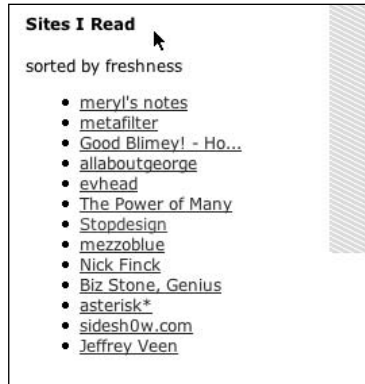 Sites I Read
sorted by freshness
meryl's notes
metafilter
Good Blimey! - Ho...
allaboutgeorge
evhead
The Power of Many
Stopdesign
mezzoblue
Nick Finck
Biz Stone, Genius
asterisk*
sidesh0w.com
Jeffrey Veen